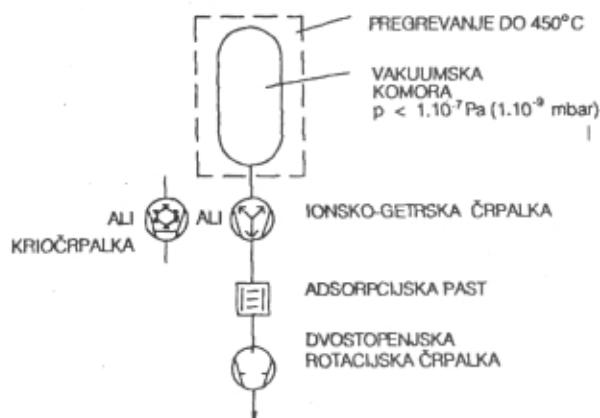 PREGREVANJE DO 450°C
VAKUUMSKA
KOMORA
p < 1.10⁻⁷ Pa (1.10⁻⁹ mbar)
ALI
KRIOČRPALKA
ALI
IONSKO-GETRSKA ČRPALKA
ADSORPCIJSKA PAST
DVOSTOPENJSKA
ROTACIJSKA ČRPALKA